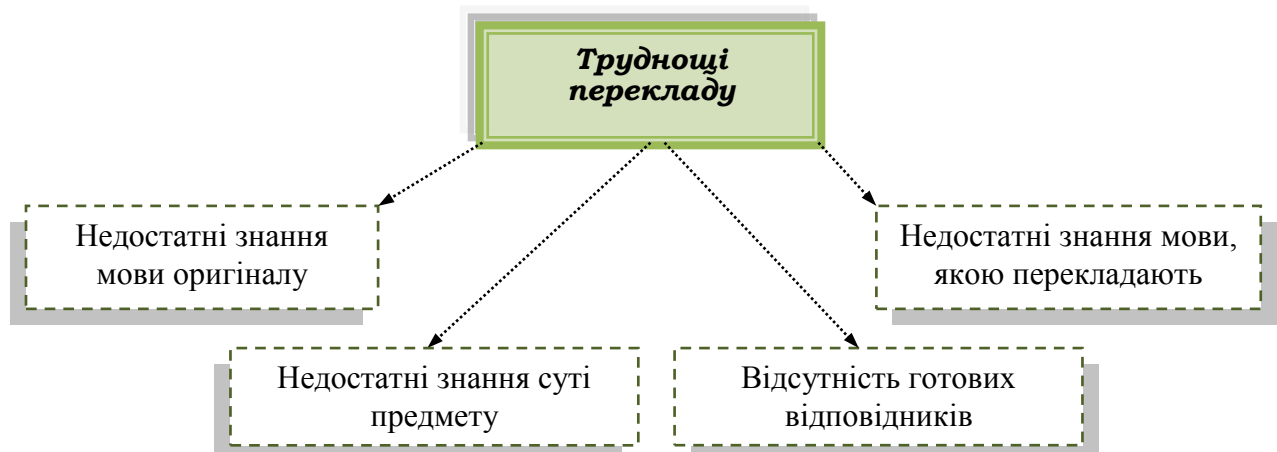 Труднощі
перекладу
Недостатні знання
мови оригіналу
Недостатні знання мови,
якою перекладають
Недостатні знання суті
предмету
Відсутність готових
відповідників